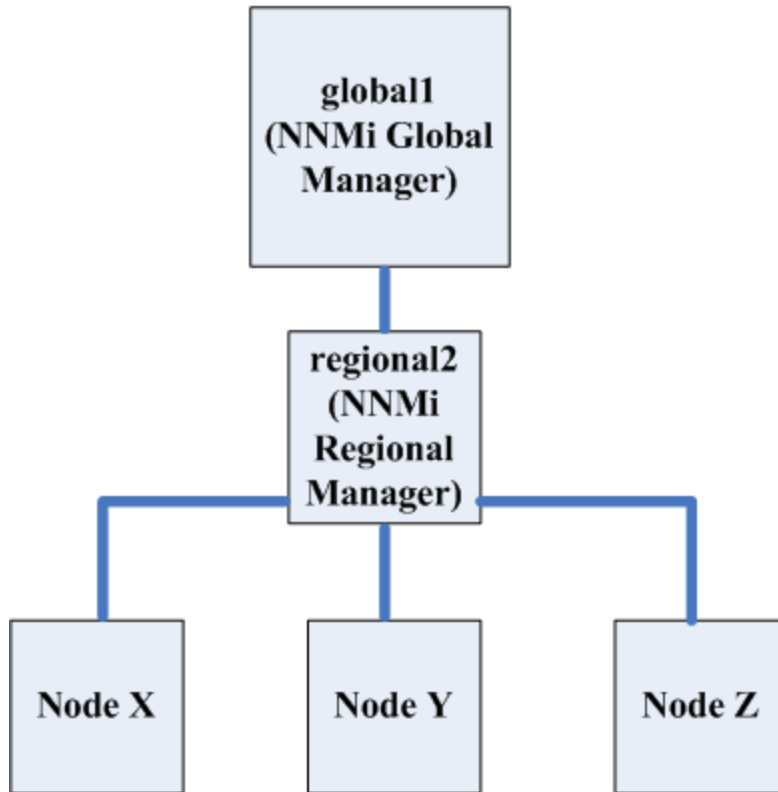 global1
(NNMi Global
Manager)
regional2
(NNMi
Regional
Manager)
Node X
Node Y
Node Z